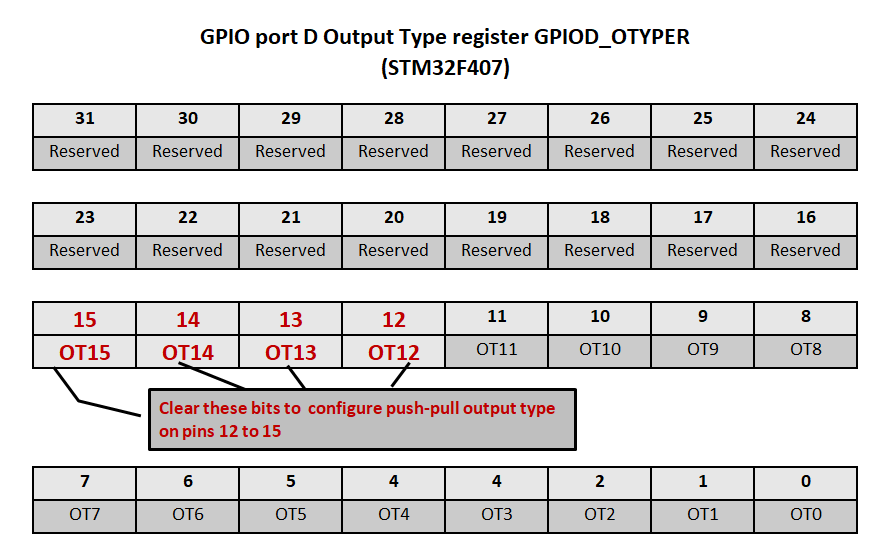 GPIO port D Output Type register GPIOD_OTYPER
(STM32F407)
31 30 29 28 27 26 25 24
Reserved Reserved Reserved Reserved Reserved Reserved Reserved Reserved
23 22 21 20 19 18 17 16
Reserved Reserved Reserved Reserved Reserved Reserved Reserved Reserved
15 14 13 12 11 10 9 8
OT15 OT14 OT13 OT12 OT11 OT10 OT9 OT8
Clear these bits to configure push-pull output type
on pins 12 to 15
7 6 5 4 4 2 1 0
OT7 OT6 OT5 OT4 OT3 OT2 OT1 OT0